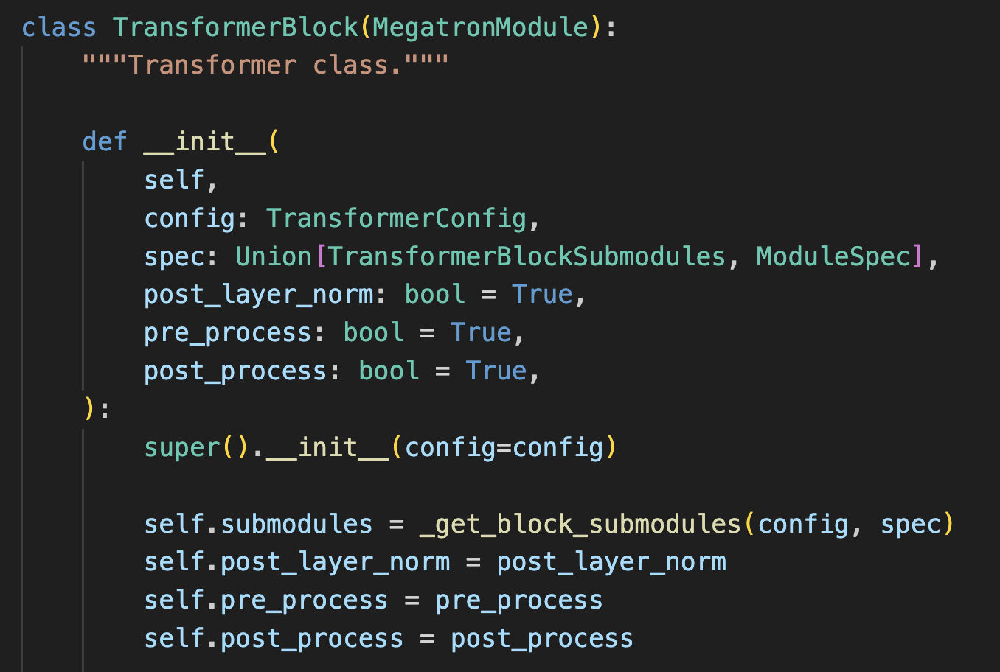 class TransformerBlock(MegatronModule):
    """Transformer class."""

    def __init__(
        self,
        config: TransformerConfig,
        spec: Union[TransformerBlockSubmodules, ModuleSpec],
        post_layer_norm: bool = True,
        pre_process: bool = True,
        post_process: bool = True,
    ):
        super().__init__(config=config)

        self.submodules = _get_block_submodules(config, spec)
        self.post_layer_norm = post_layer_norm
        self.pre_process = pre_process
        self.post_process = post_process